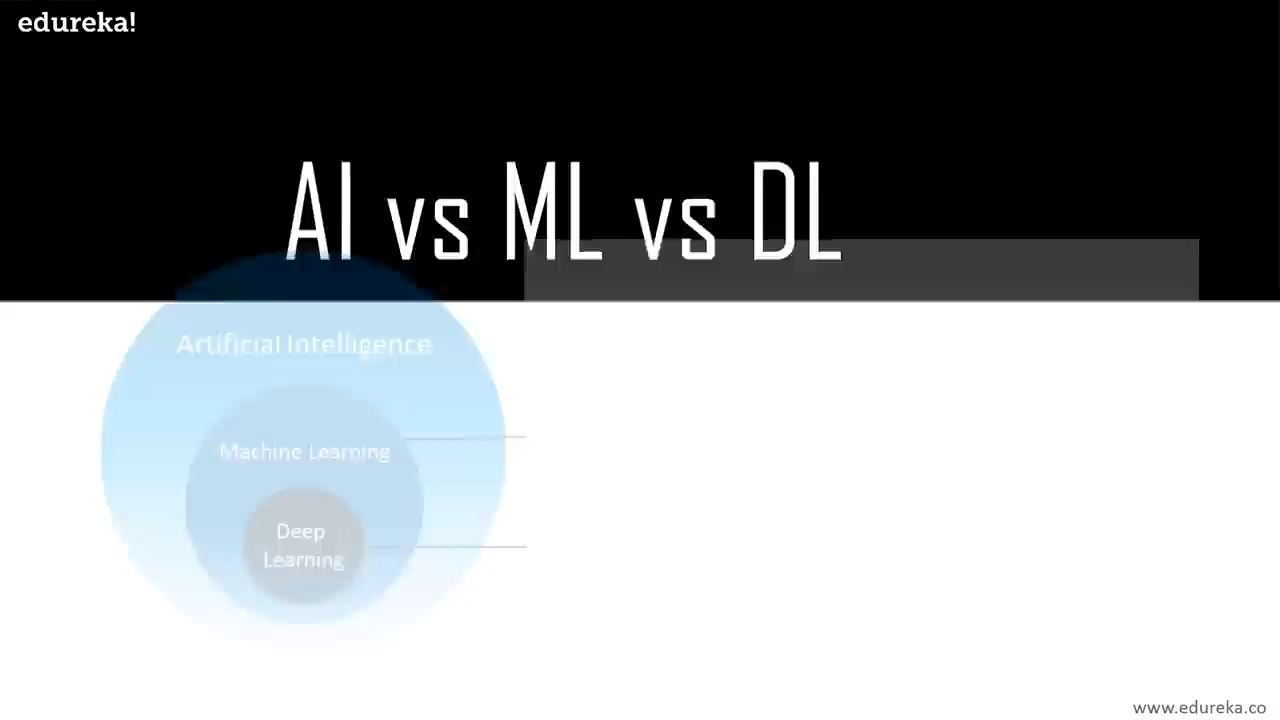 edureka!
AI vs ML vs DL
Artificial Intelligence
Machine Learning
Deep
Learning
www.edureka.co